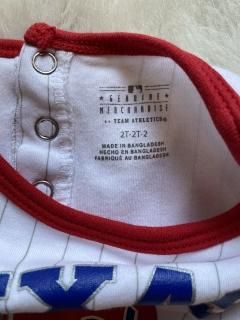 GENUINE
MERCHANDISE
TEAM ATHLETICS
2T-2T-2
MADE IN BANGLADESH
HECHO EN BANGLADESH
FABRIQUÉ AU BANGLADESH